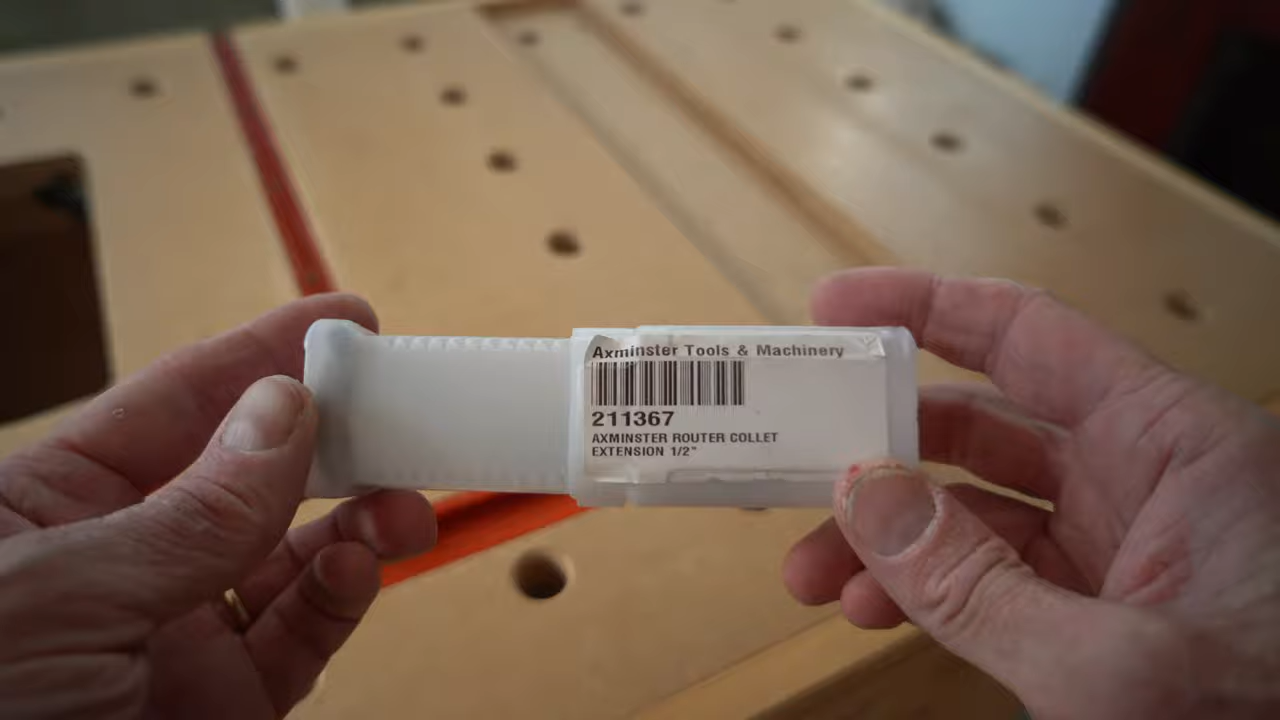 Axminster Tools & Machinery
211367
AXMINSTER ROUTER COLLET
EXTENSION 1/2"